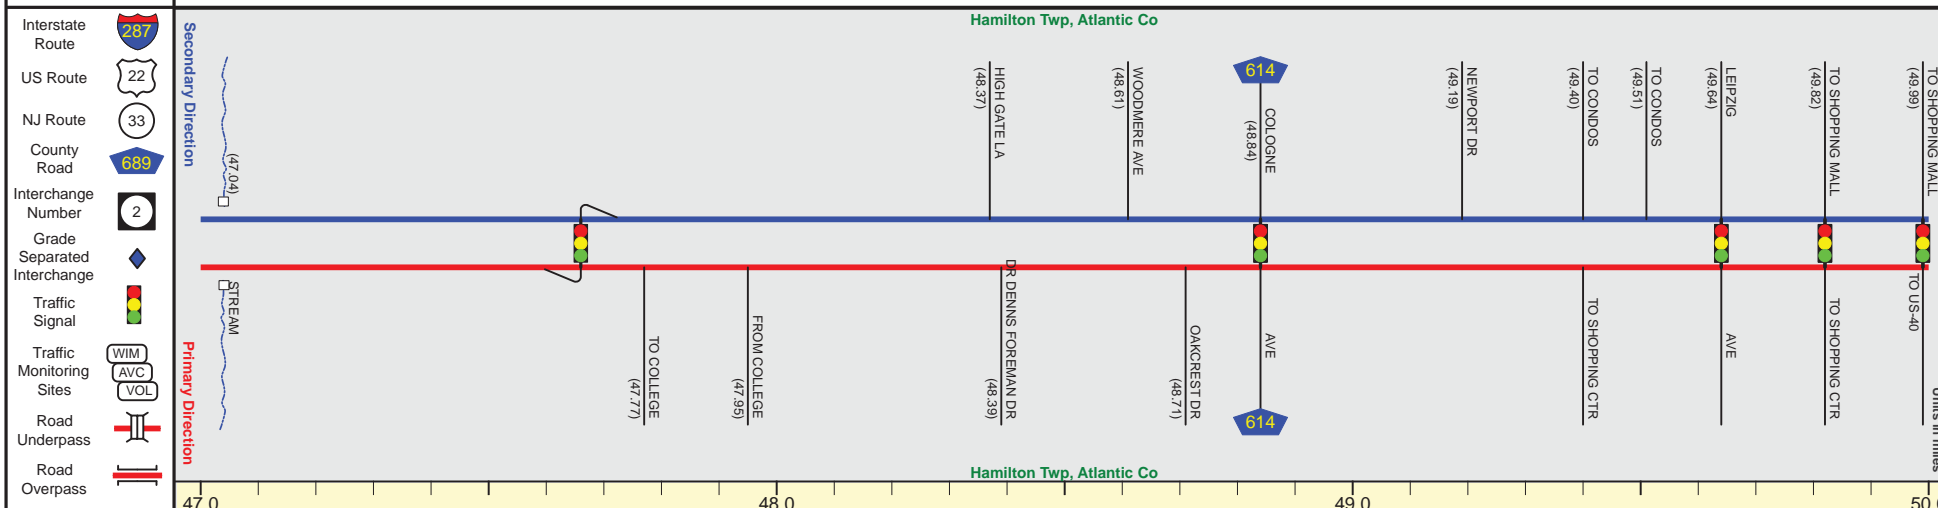 Interstate
Route
287
US Route
22
NJ Route
33
County
Road
689
Interchange
Number
2
Grade
Separated
Interchange
Traffic
Signal
Traffic
Monitoring
Sites
WIM
AVC
VOL
Road
Underpass
Road
Overpass
Secondary Direction
Primary Direction
Hamilton Twp, Atlantic Co
(47.04)
STREAM
HIGH GATE LA
(48.37)
WOODMERE AVE
(48.61)
614
COLOGNE
(48.84)
NEWPORT DR
(49.19)
TO CONDOS
(49.40)
TO CONDOS
(49.51)
LEIPZIG
(49.64)
TO SHOPPING MALL
(49.82)
TO SHOPPING MALL
(49.99)
TO COLLEGE
(47.77)
FROM COLLEGE
(47.95)
DR DENNS FOREMAN DR
(48.39)
OAKCREST DR
(48.71)
AVE
614
TO SHOPPING CTR
AVE
TO SHOPPING CTR
TO US-40
Units in miles
Hamilton Twp, Atlantic Co
47.0
48.0
49.0
50.0